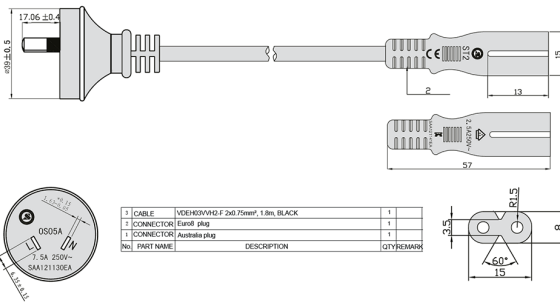 17.06 ±0.4
ø39±0.5
CE
ST2
15
2
13
2.5A250V~
57
OS05A
N
7.5A 250V~
SAA121130EA
3 CABLE VDEH03VVH2-F 2x0.75mm², 1.8m, BLACK 1
2 CONNECTOR Euro8 plug 1
1 CONNECTOR Australia plug 1
No. PART NAME DESCRIPTION QTY REMARK
R1.5
3.5
8
60°
15